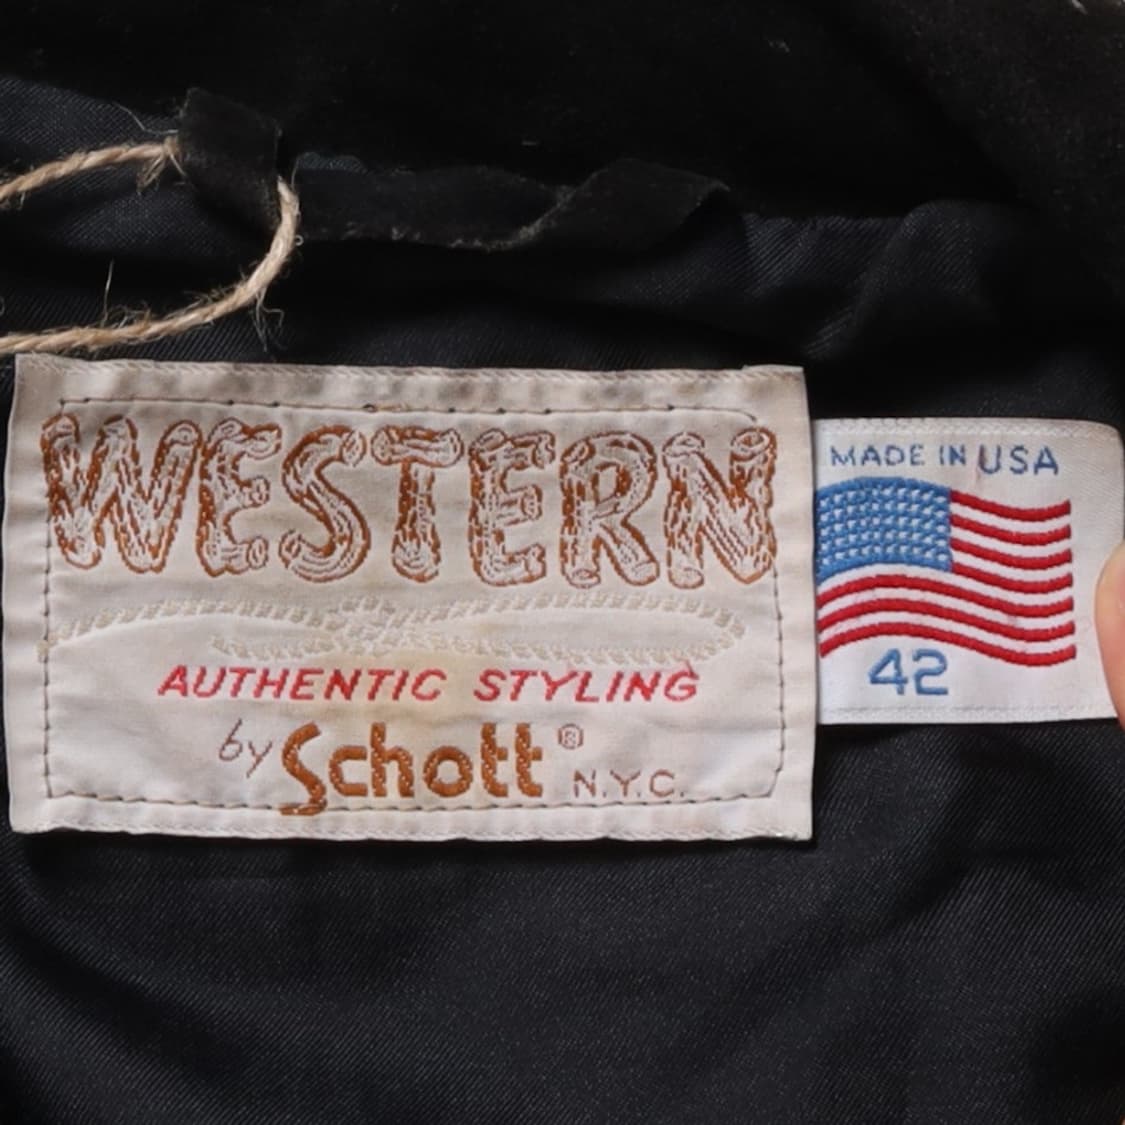 WESTERN
AUTHENTIC STYLING
by Schott®
N.Y.C.
MADE IN USA
42